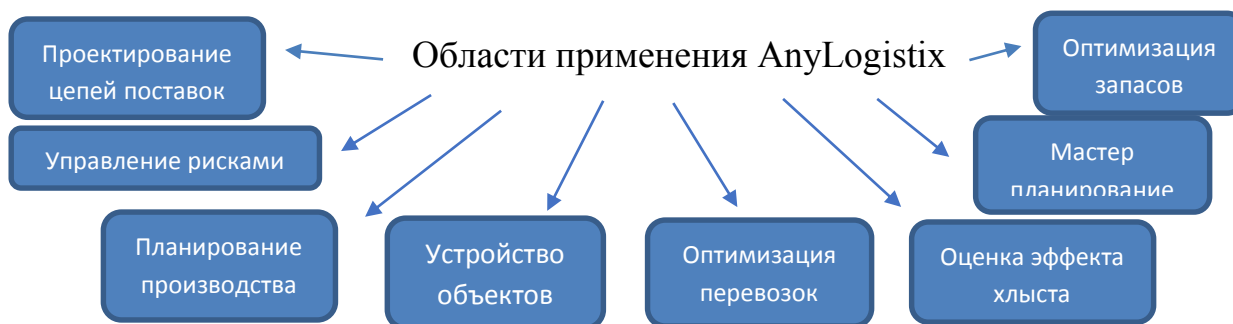 Области применения AnyLogistix
Проектирование
цепей поставок
Оптимизация
запасов
Управление рисками
Мастер
планирование
Планирование
производства
Устройство
объектов
Оптимизация
перевозок
Оценка эффекта
хлыста